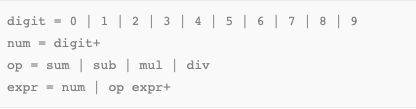 digit = 0 | 1 | 2 | 3 | 4 | 5 | 6 | 7 | 8 | 9
num = digit+
op = sum | sub | mul | div
expr = num | op expr+